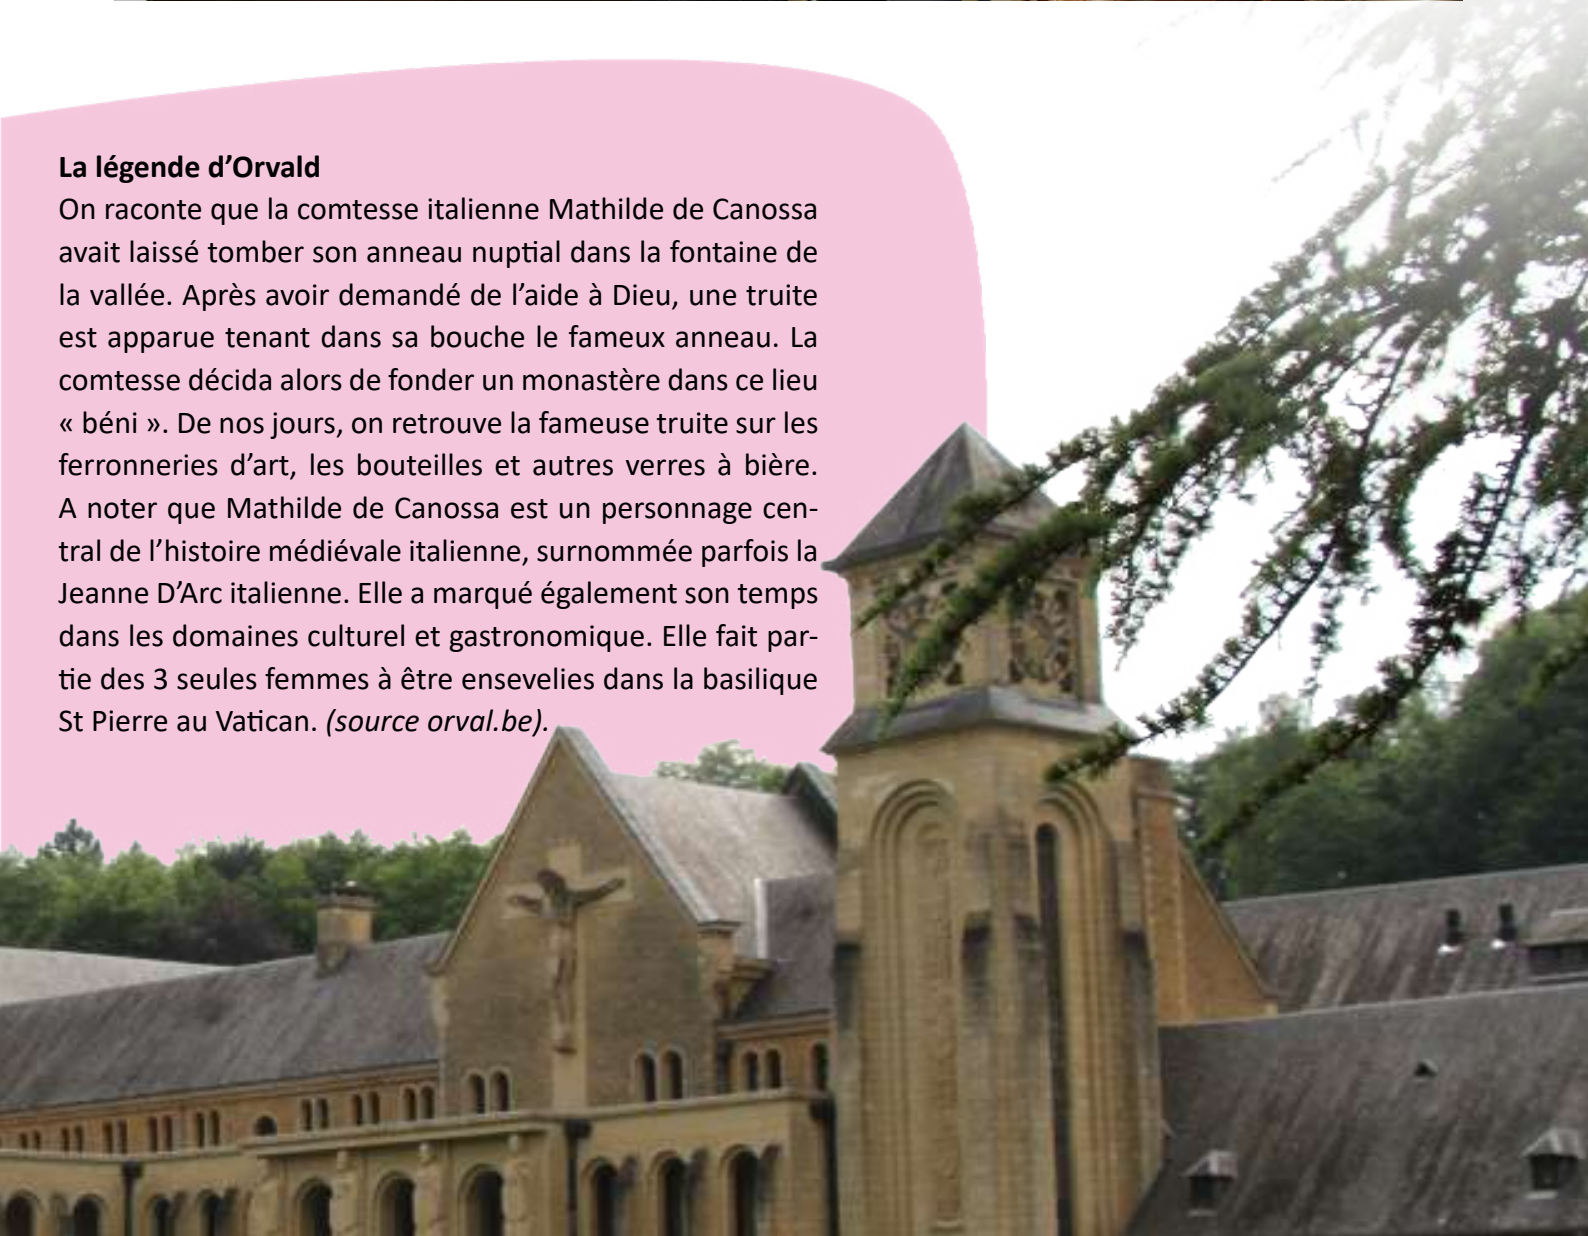 La légende d’Orvald
On raconte que la comtesse italienne Mathilde de Canossa
avait laissé tomber son anneau nuptial dans la fontaine de
la vallée. Après avoir demandé de l’aide à Dieu, une truite
est apparue tenant dans sa bouche le fameux anneau. La
comtesse décida alors de fonder un monastère dans ce lieu
« béni ». De nos jours, on retrouve la fameuse truite sur les
ferronneries d’art, les bouteilles et autres verres à bière.
A noter que Mathilde de Canossa est un personnage cen-
tral de l’histoire médiévale italienne, surnommée parfois la
Jeanne D’Arc italienne. Elle a marqué également son temps
dans les domaines culturel et gastronomique. Elle fait par-
tie des 3 seules femmes à être ensevelies dans la basilique
St Pierre au Vatican. (source orval.be).